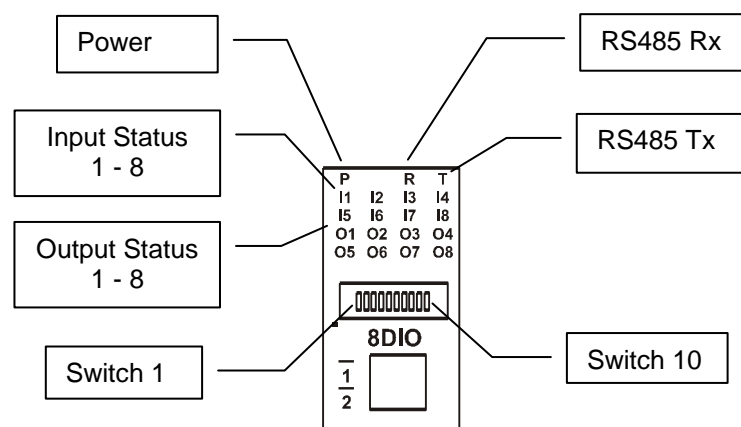 Power
RS485 Rx
Input Status
1 - 8
RS485 Tx
P R T
I1 I2 I3 I4
I5 I6 I7 I8
O1 O2 O3 O4
O5 O6 O7 O8
Output Status
1 - 8
8DIO
Switch 1
Switch 10
1
2